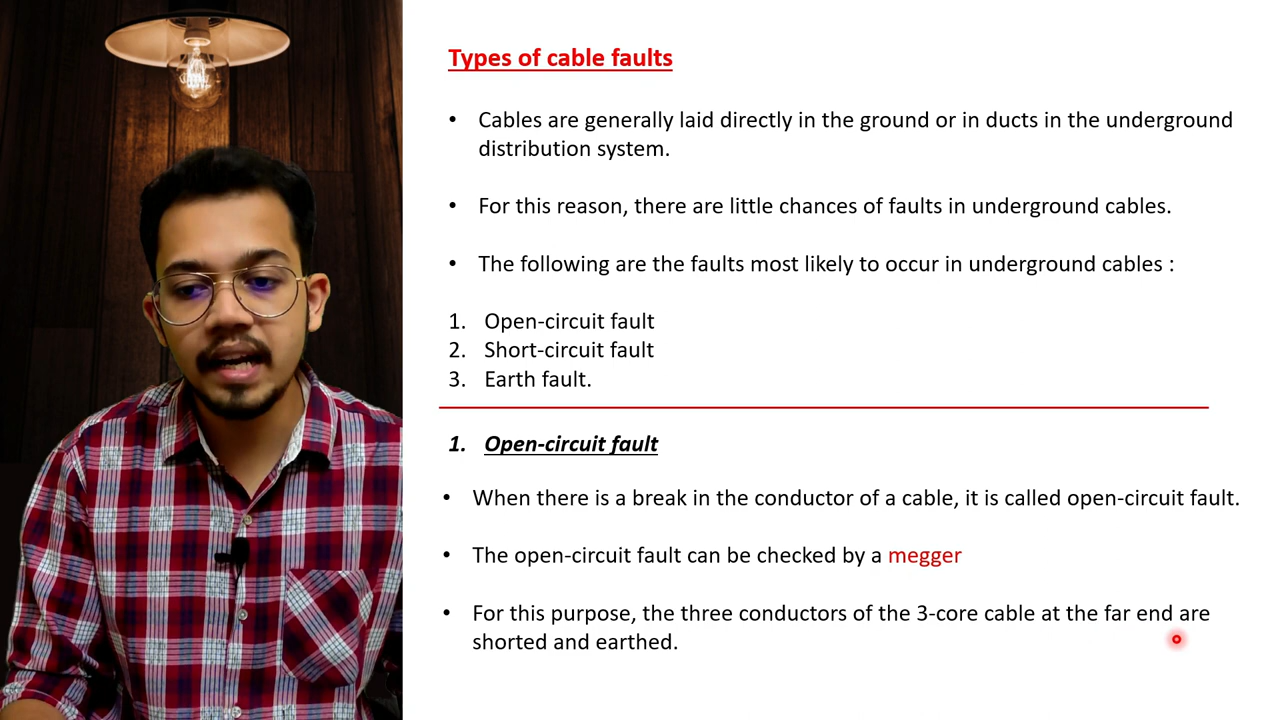 Types of cable faults
• Cables are generally laid directly in the ground or in ducts in the underground
distribution system.
• For this reason, there are little chances of faults in underground cables.
• The following are the faults most likely to occur in underground cables :
1. Open-circuit fault
2. Short-circuit fault
3. Earth fault.
1. Open-circuit fault
• When there is a break in the conductor of a cable, it is called open-circuit fault.
• The open-circuit fault can be checked by a megger
• For this purpose, the three conductors of the 3-core cable at the far end are
shorted and earthed.